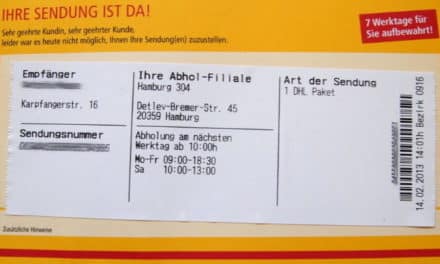 IHRE SENDUNG IST DA!
Sehr geehrte Kundin, sehr geehrter Kunde,
leider war es heute nicht möglich, Ihnen Ihre Sendung(en) zuzustellen.
7 Werktage für
Sie aufbewahrt!
Empfänger
Karpfangerstr. 16
Sendungsnummer
Ihre Abhol-Filiale
Hamburg 304
Detlev-Bremer-Str. 45
20359 Hamburg
Abholung am nächsten
Werktag ab 10:00h
Mo-Fr 09:00-18:30
Sa 10:00-13:00
Art der Sendung
1 DHL Paket
14.02.2013 14:01h Bezirk 0916
Zusätzliche Hinweise